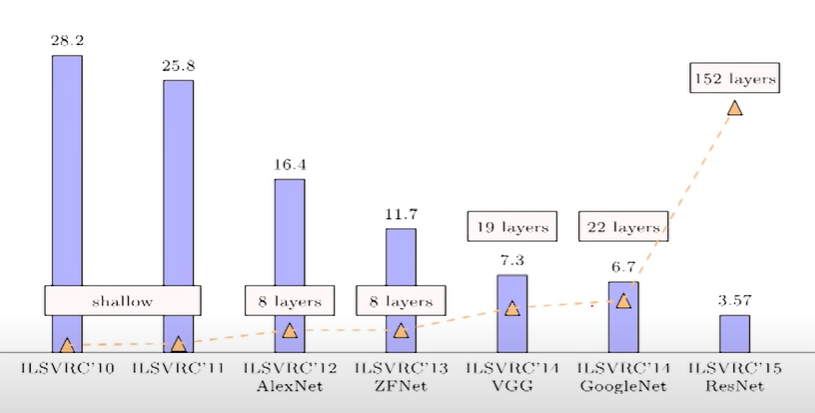 28.2
25.8
16.4
11.7
7.3
6.7
3.57
152 layers
19 layers
22 layers
shallow
8 layers
8 layers
ILSVRC'10
ILSVRC'11
ILSVRC'12
AlexNet
ILSVRC'13
ZFNet
ILSVRC'14
VGG
ILSVRC'14
GoogleNet
ILSVRC'15
ResNet